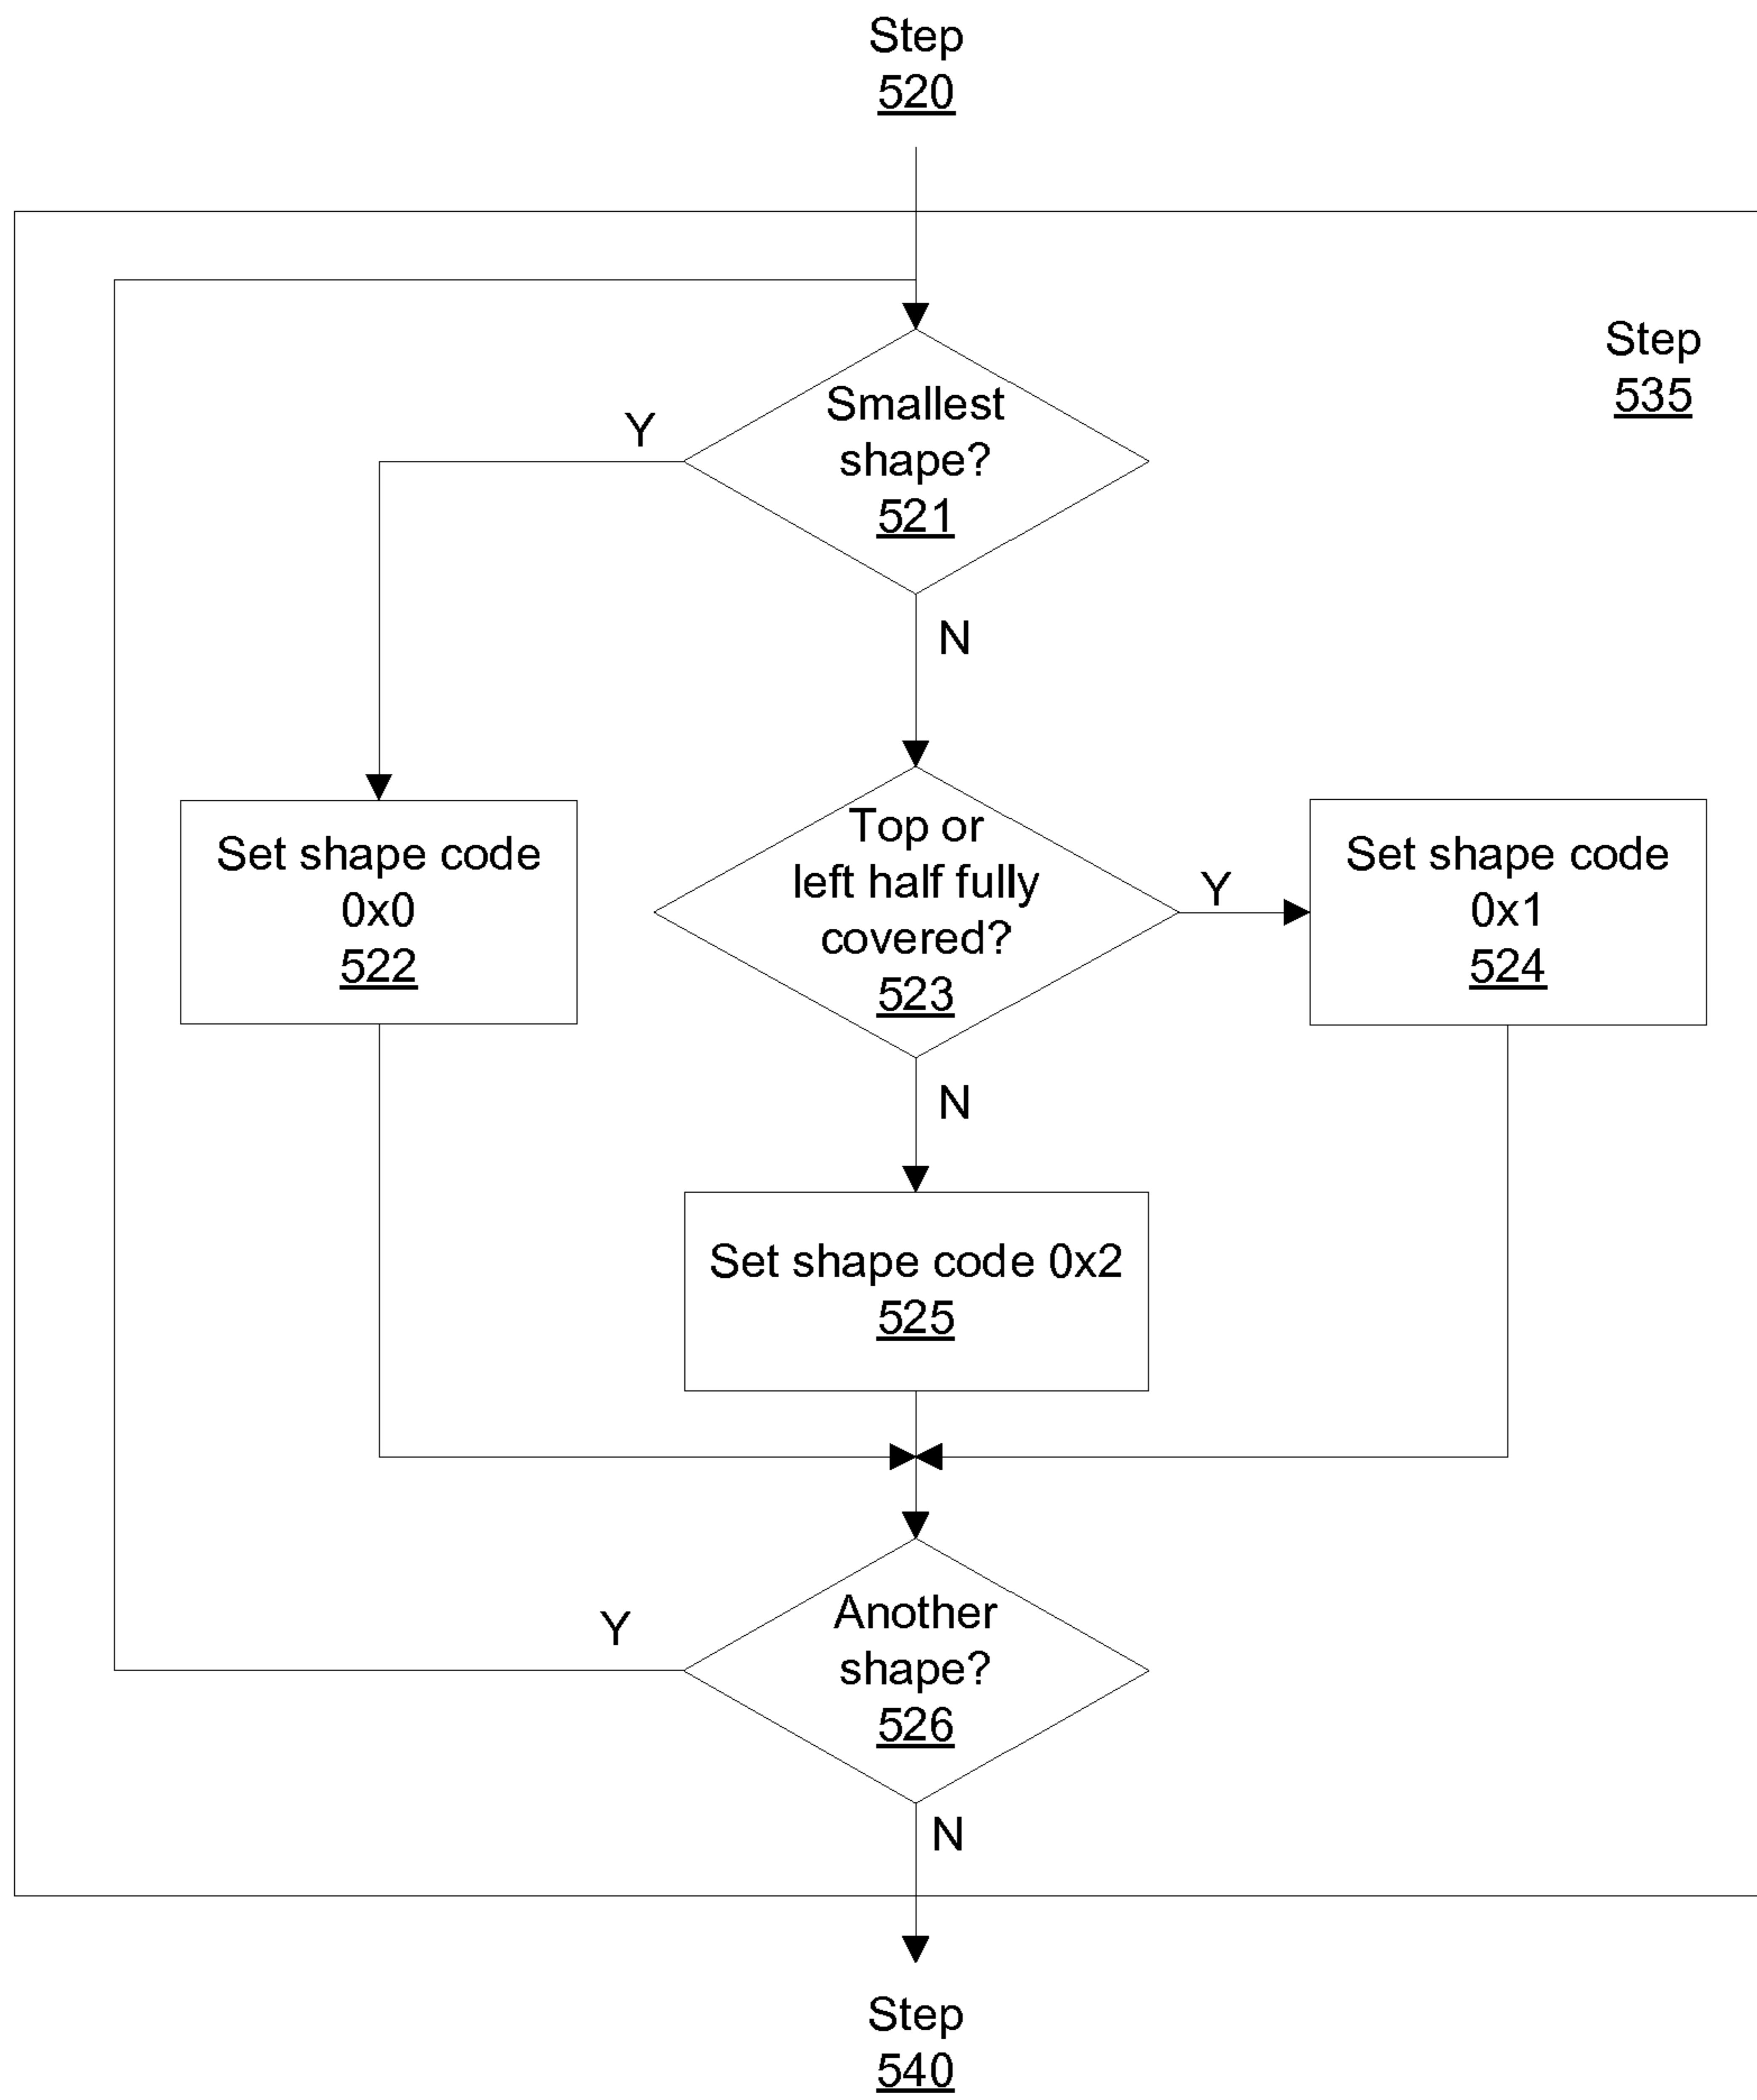 Step
520
Step
535
Smallest
shape?
521
Y
N
Set shape code
0x0
522
Top or
left half fully
covered?
523
Y
Set shape code
0x1
524
N
Set shape code 0x2
525
Another
shape?
526
Y
N
Step
540